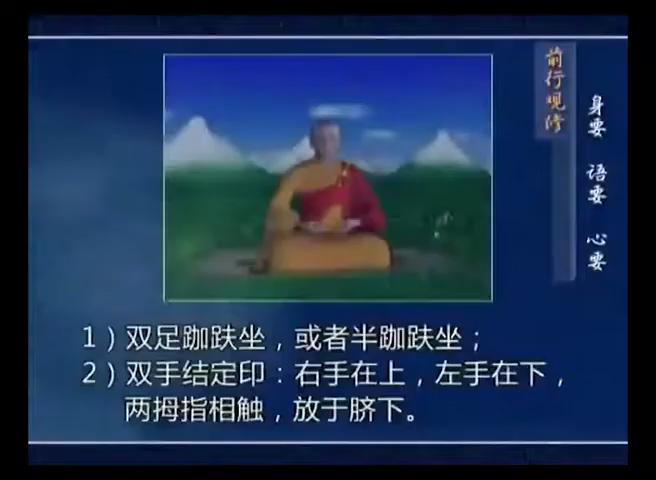 前行观修
身要 语要 心要
1）双足跏趺坐，或者半跏趺坐；
2）双手结定印：右手在上，左手在下，
两拇指相触，放于脐下。